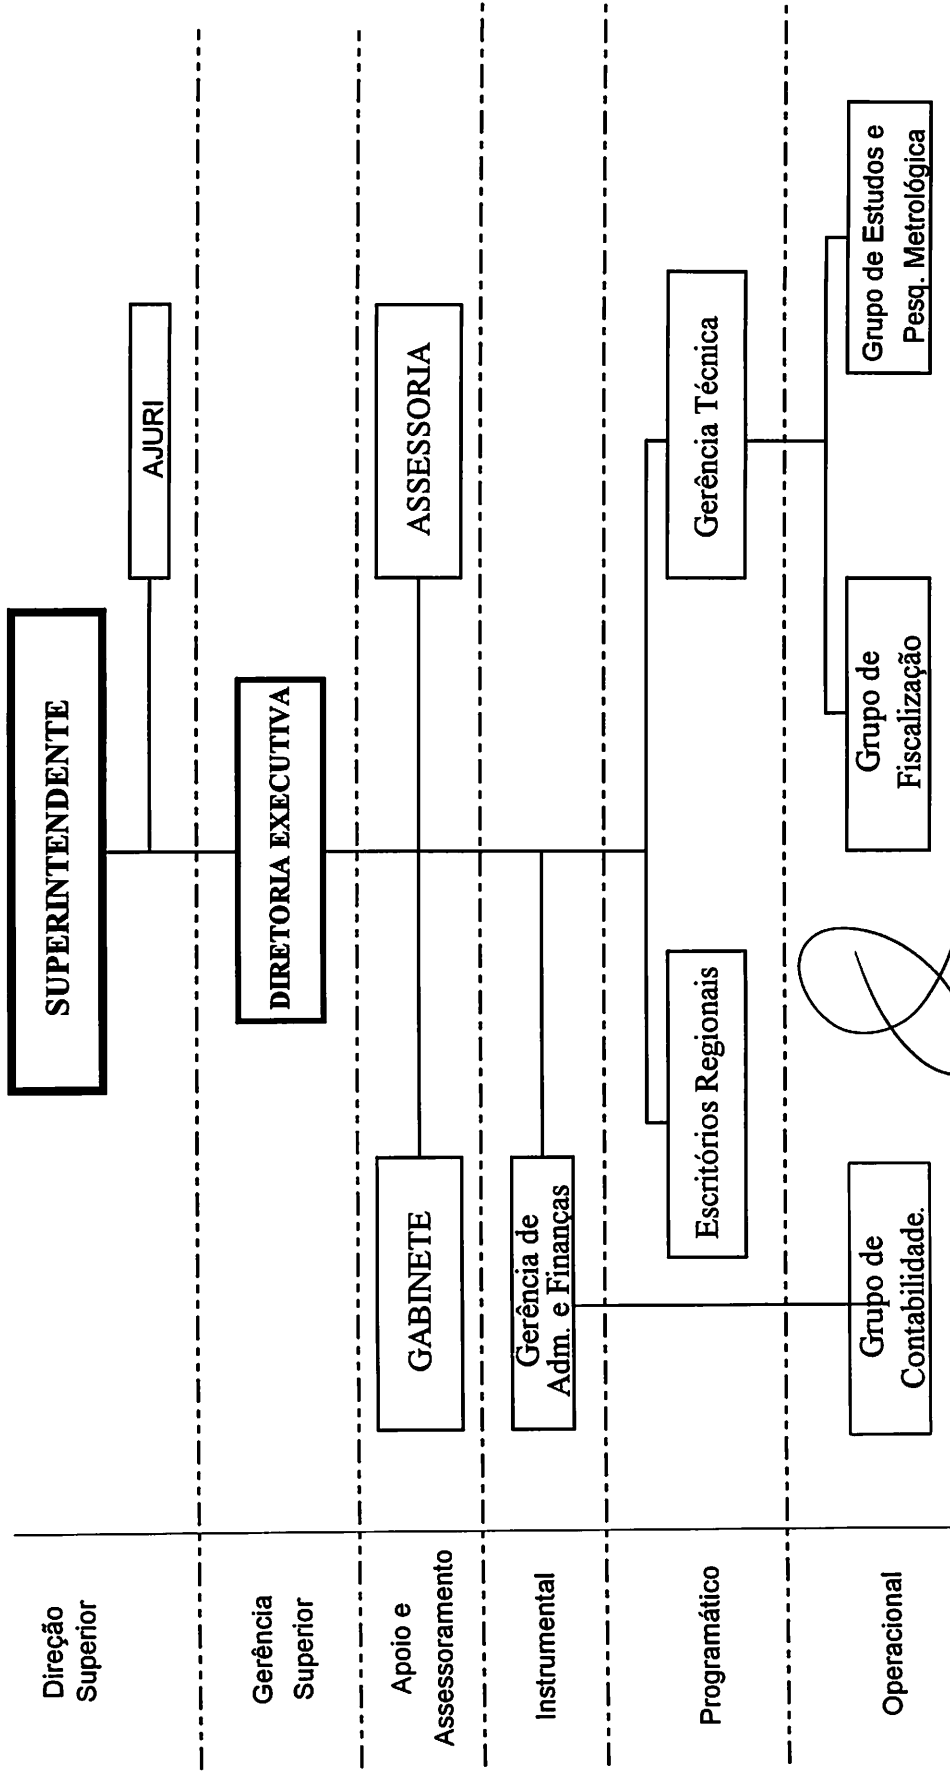 Direção
Superior
SUPERINTENDENTE
AJURI
Gerência
Superior
DIRETORIA EXECUTIVA
Apoio e
Assessoramento
GABINETE
ASSESSORIA
Instrumental
Gerência de
Adm. e Finanças
Programático
Escritórios Regionais
Gerência Técnica
Operacional
Grupo de
Contabilidade.
Grupo de
Fiscalização
Grupo de Estudos e
Pesq. Metrológica